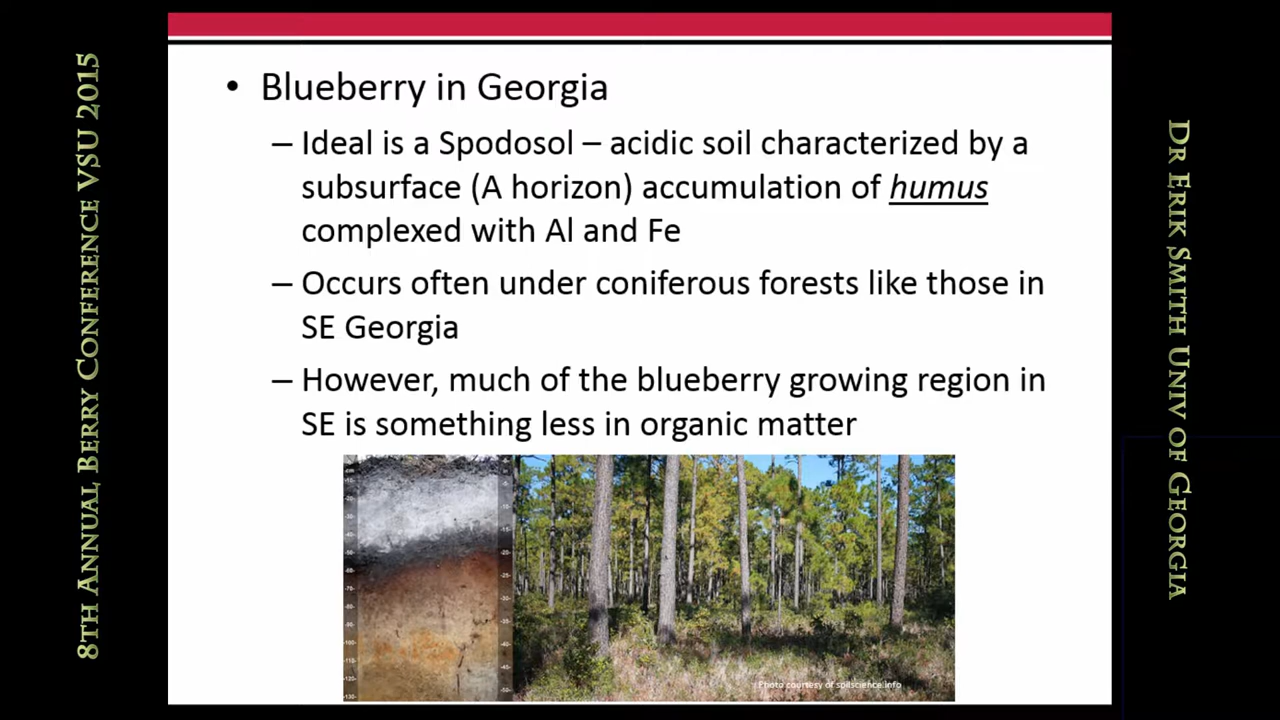 8TH ANNUAL BERRY CONFERENCE VSU 2015
• Blueberry in Georgia
– Ideal is a Spodosol – acidic soil characterized by a
subsurface (A horizon) accumulation of humus
complexed with Al and Fe
– Occurs often under coniferous forests like those in
SE Georgia
– However, much of the blueberry growing region in
SE is something less in organic matter
Photo courtesy of soilscience.info
DR ERIK SMITH UNIV OF GEORGIA